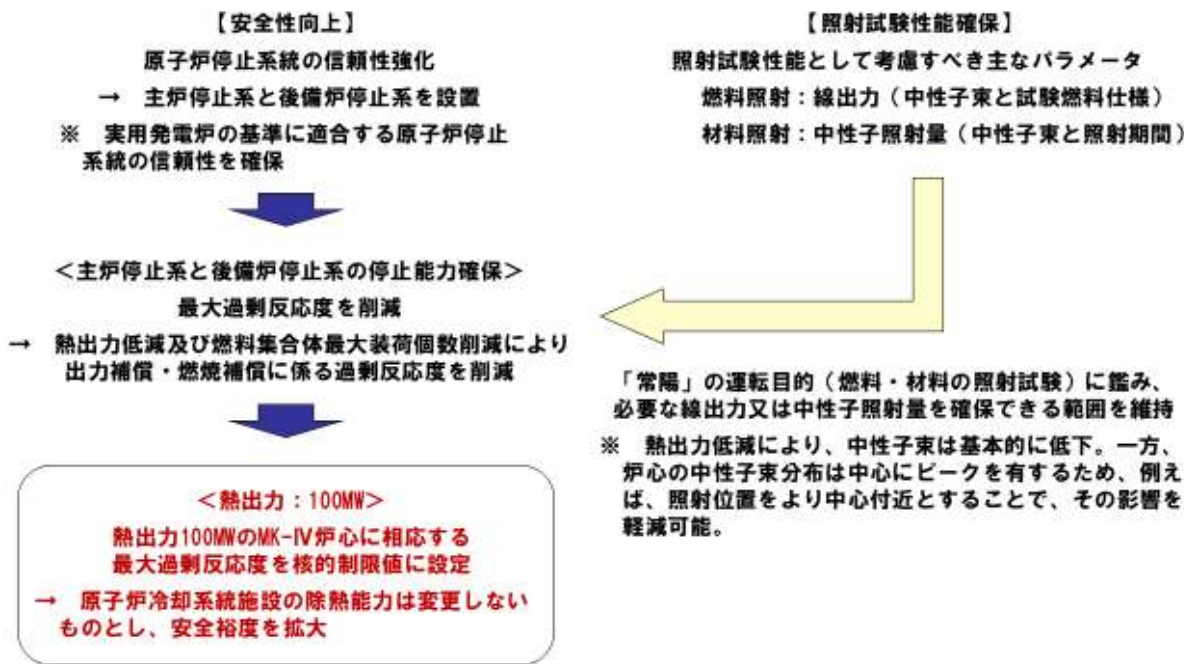 【安全性向上】
原子炉停止系統の信頼性強化
→ 主炉停止系と後備炉停止系を設置
※ 実用発電炉の基準に適合する原子炉停止
系統の信頼性を確保
<主炉停止系と後備炉停止系の停止能力確保>
最大過剰反応度を削減
→ 熱出力低減及び燃料集合体最大装荷個数削減により
出力補償・燃焼補償に係る過剰反応度を削減
<熱出力:100MW>
熱出力100MWのMK-Ⅳ炉心に相応する
最大過剰反応度を核的制限値に設定
→ 原子炉冷却系統施設の除熱能力は変更しない
ものとし、安全裕度を拡大
【照射試験性能確保】
照射試験性能として考慮すべき主なパラメータ
燃料照射:線出力(中性子束と試験燃料仕様)
材料照射:中性子照射量(中性子束と照射期間)
「常陽」の運転目的(燃料・材料の照射試験)に鑑み、
必要な線出力又は中性子照射量を確保できる範囲を維持
※ 熱出力低減により、中性子束は基本的に低下。一方、
炉心の中性子束分布は中心にピークを有するため、例え
ば、照射位置をより中心付近とすることで、その影響を
軽減可能。